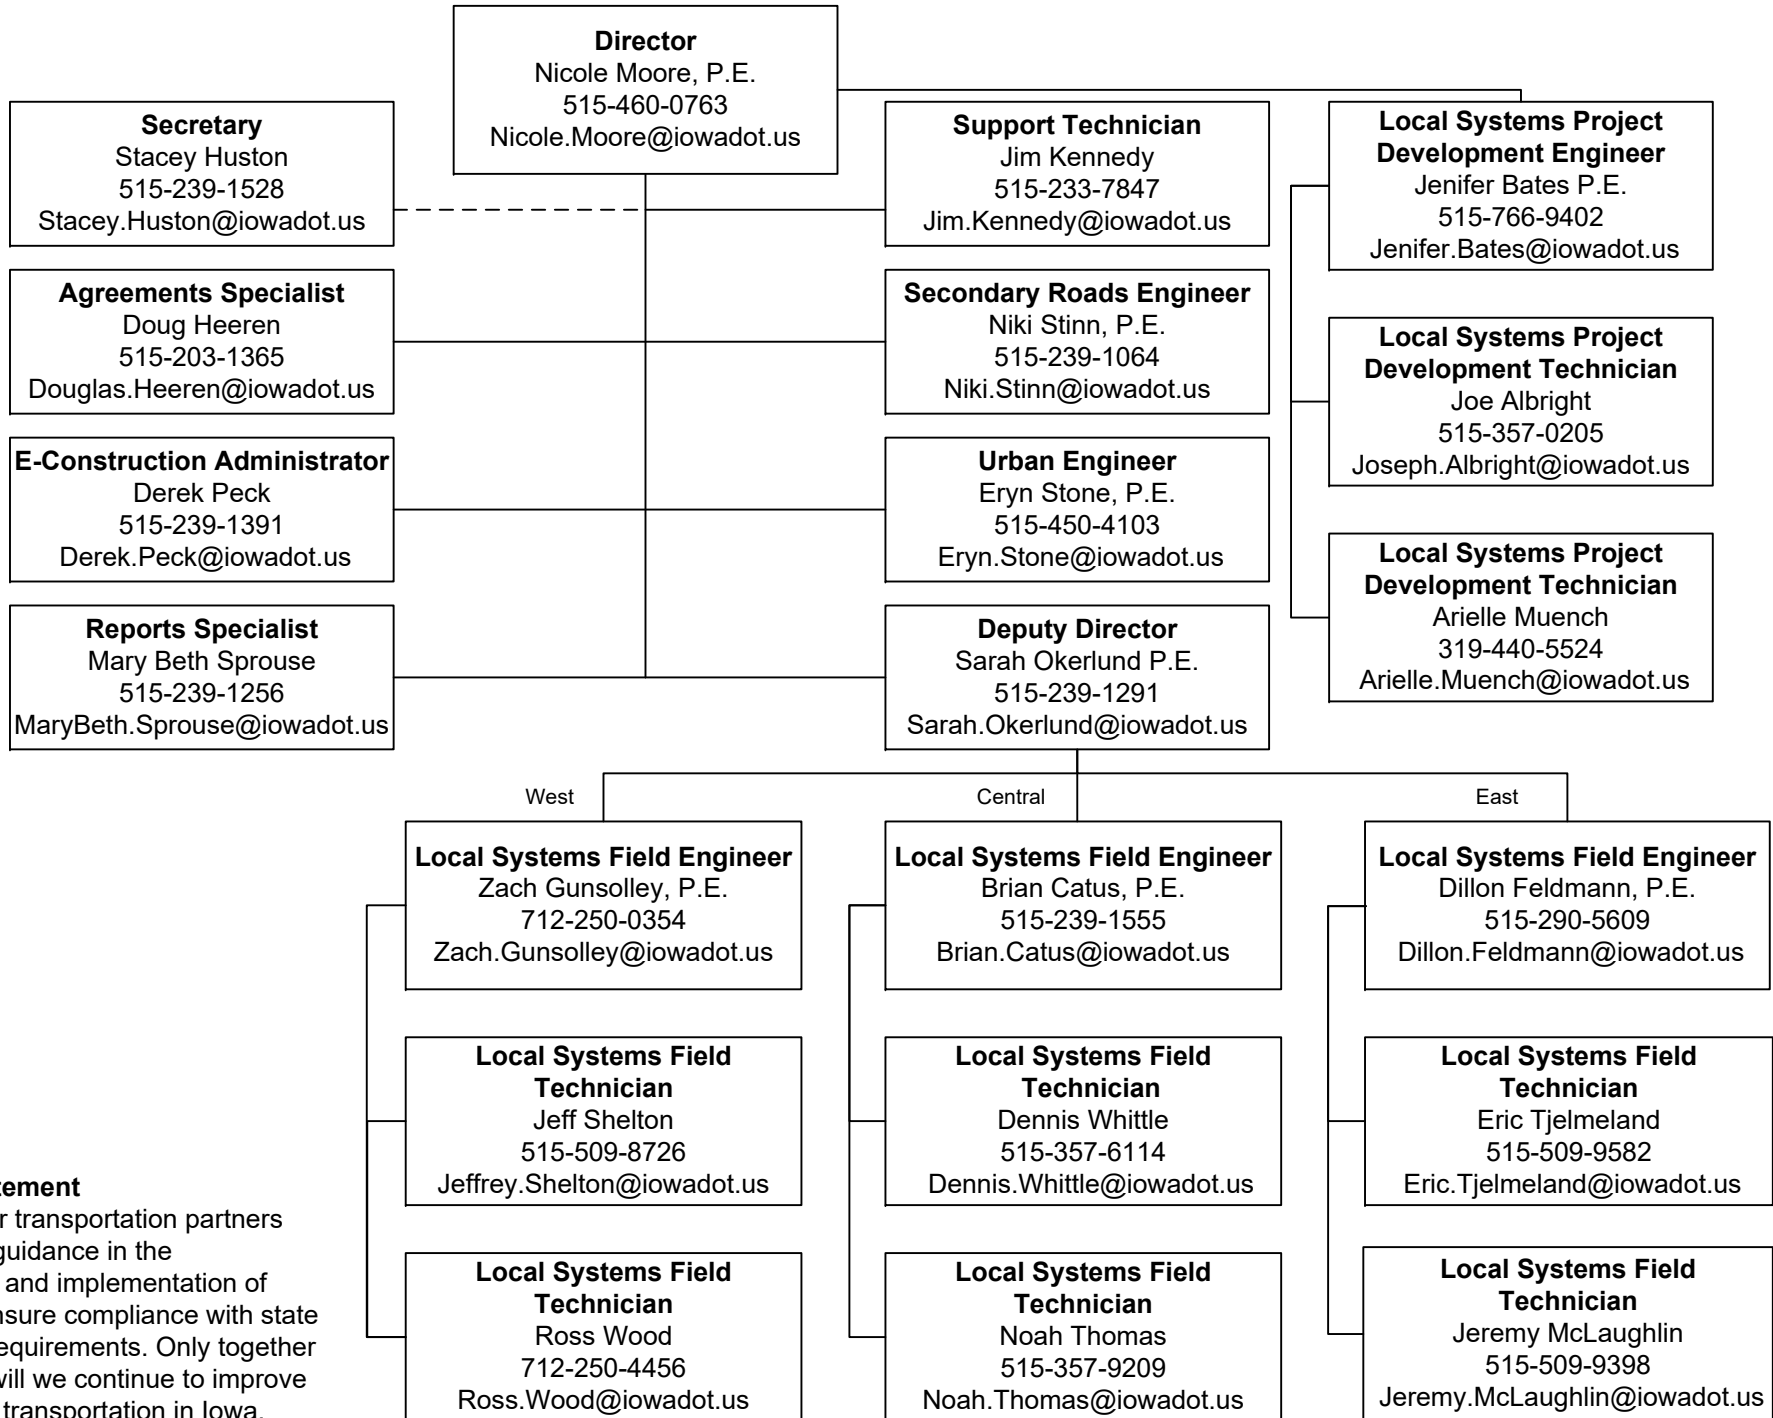 Director
Nicole Moore, P.E.
515-460-0763
Nicole.Moore@iowadot.us
Secretary
Stacey Huston
515-239-1528
Stacey.Huston@iowadot.us
Support Technician
Jim Kennedy
515-233-7847
Jim.Kennedy@iowadot.us
Local Systems Project
Development Engineer
Jenifer Bates P.E.
515-766-9402
Jenifer.Bates@iowadot.us
Agreements Specialist
Doug Heeren
515-203-1365
Douglas.Heeren@iowadot.us
Secondary Roads Engineer
Niki Stinn, P.E.
515-239-1064
Niki.Stinn@iowadot.us
Local Systems Project
Development Technician
Joe Albright
515-357-0205
Joseph.Albright@iowadot.us
E-Construction Administrator
Derek Peck
515-239-1391
Derek.Peck@iowadot.us
Urban Engineer
Eryn Stone, P.E.
515-450-4103
Eryn.Stone@iowadot.us
Local Systems Project
Development Technician
Arielle Muench
319-440-5524
Arielle.Muench@iowadot.us
Reports Specialist
Mary Beth Sprouse
515-239-1256
MaryBeth.Sprouse@iowadot.us
Deputy Director
Sarah Okerlund P.E.
515-239-1291
Sarah.Okerlund@iowadot.us
West
Central
East
Local Systems Field Engineer
Zach Gunsolley, P.E.
712-250-0354
Zach.Gunsolley@iowadot.us
Local Systems Field Engineer
Brian Catus, P.E.
515-239-1555
Brian.Catus@iowadot.us
Local Systems Field Engineer
Dillon Feldmann, P.E.
515-290-5609
Dillon.Feldmann@iowadot.us
Local Systems Field
Technician
Jeff Shelton
515-509-8726
Jeffrey.Shelton@iowadot.us
Local Systems Field
Technician
Dennis Whittle
515-357-6114
Dennis.Whittle@iowadot.us
Local Systems Field
Technician
Eric Tjelmeland
515-509-9582
Eric.Tjelmeland@iowadot.us
transportation partners
guidance in the
and implementation of
compliance with state
requirements. Only together
will we continue to improve
transportation in Iowa.
Local Systems Field
Technician
Ross Wood
712-250-4456
Ross.Wood@iowadot.us
Local Systems Field
Technician
Noah Thomas
515-357-9209
Noah.Thomas@iowadot.us
Local Systems Field
Technician
Jeremy McLaughlin
515-509-9398
Jeremy.McLaughlin@iowadot.us